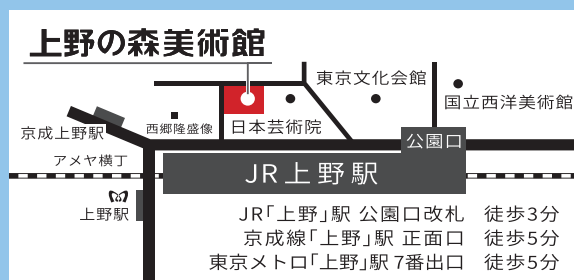 上野の森美術館
東京文化会館
国立西洋美術館
京成上野駅
西郷隆盛像
日本芸術院
公園口
アメヤ横丁
JR上野駅
上野駅
JR「上野」駅 公園口改札 徒歩3分
京成線「上野」駅 正面口 徒歩5分
東京メトロ「上野」駅 7番出口 徒歩5分